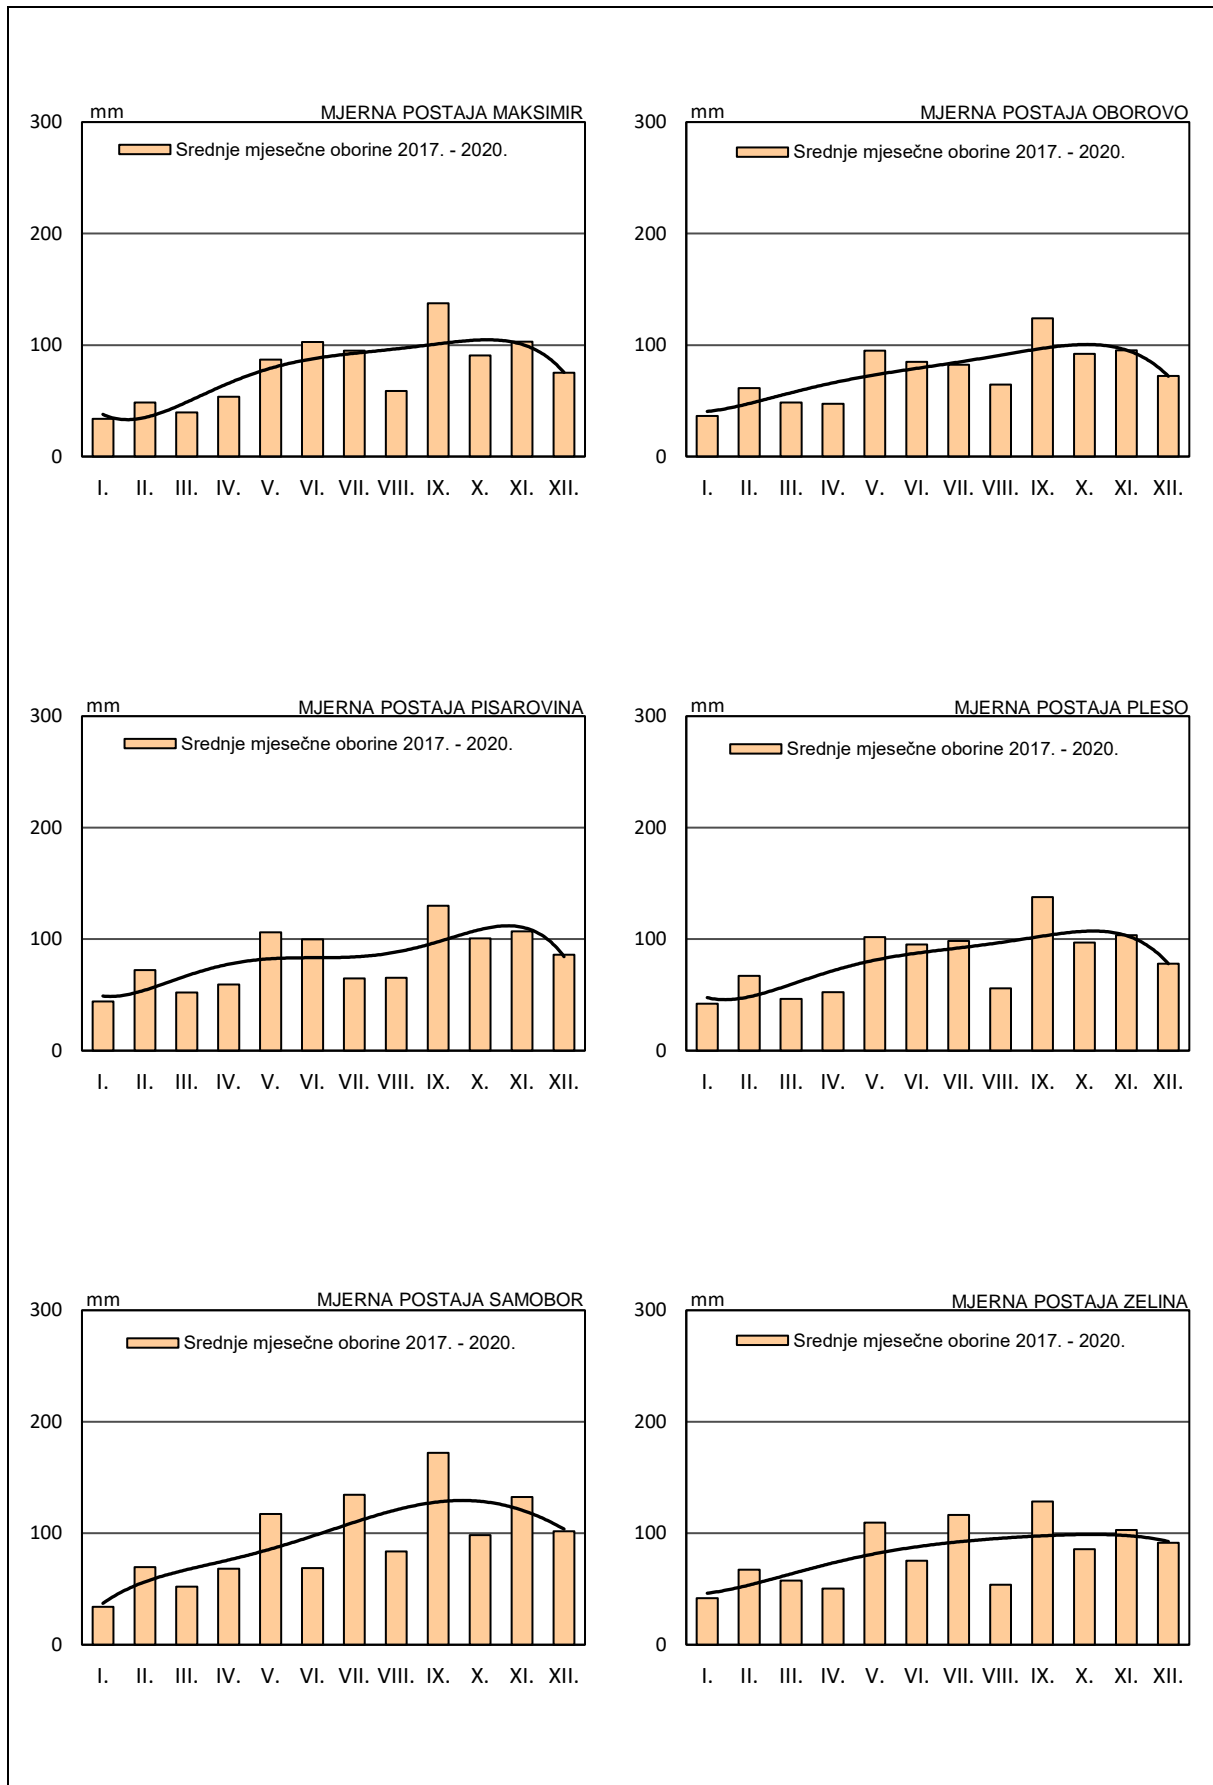 mm MJERNA POSTAJA MAKSIMIR
300
Srednje mjesečne oborine 2017. - 2020.
200
100
0
I. II. III. IV. V. VI. VII. VIII. IX. X. XI. XII.
mm MJERNA POSTAJA OBOROVO
300
Srednje mjesečne oborine 2017. - 2020.
200
100
0
I. II. III. IV. V. VI. VII. VIII. IX. X. XI. XII.
mm MJERNA POSTAJA PISAROVINA
300
Srednje mjesečne oborine 2017. - 2020.
200
100
0
I. II. III. IV. V. VI. VII. VIII. IX. X. XI. XII.
mm MJERNA POSTAJA PLESO
300
Srednje mjesečne oborine 2017. - 2020.
200
100
0
I. II. III. IV. V. VI. VII. VIII. IX. X. XI. XII.
mm MJERNA POSTAJA SAMOBOR
300
Srednje mjesečne oborine 2017. - 2020.
200
100
0
I. II. III. IV. V. VI. VII. VIII. IX. X. XI. XII.
mm MJERNA POSTAJA ZELINA
300
Srednje mjesečne oborine 2017. - 2020.
200
100
0
I. II. III. IV. V. VI. VII. VIII. IX. X. XI. XII.